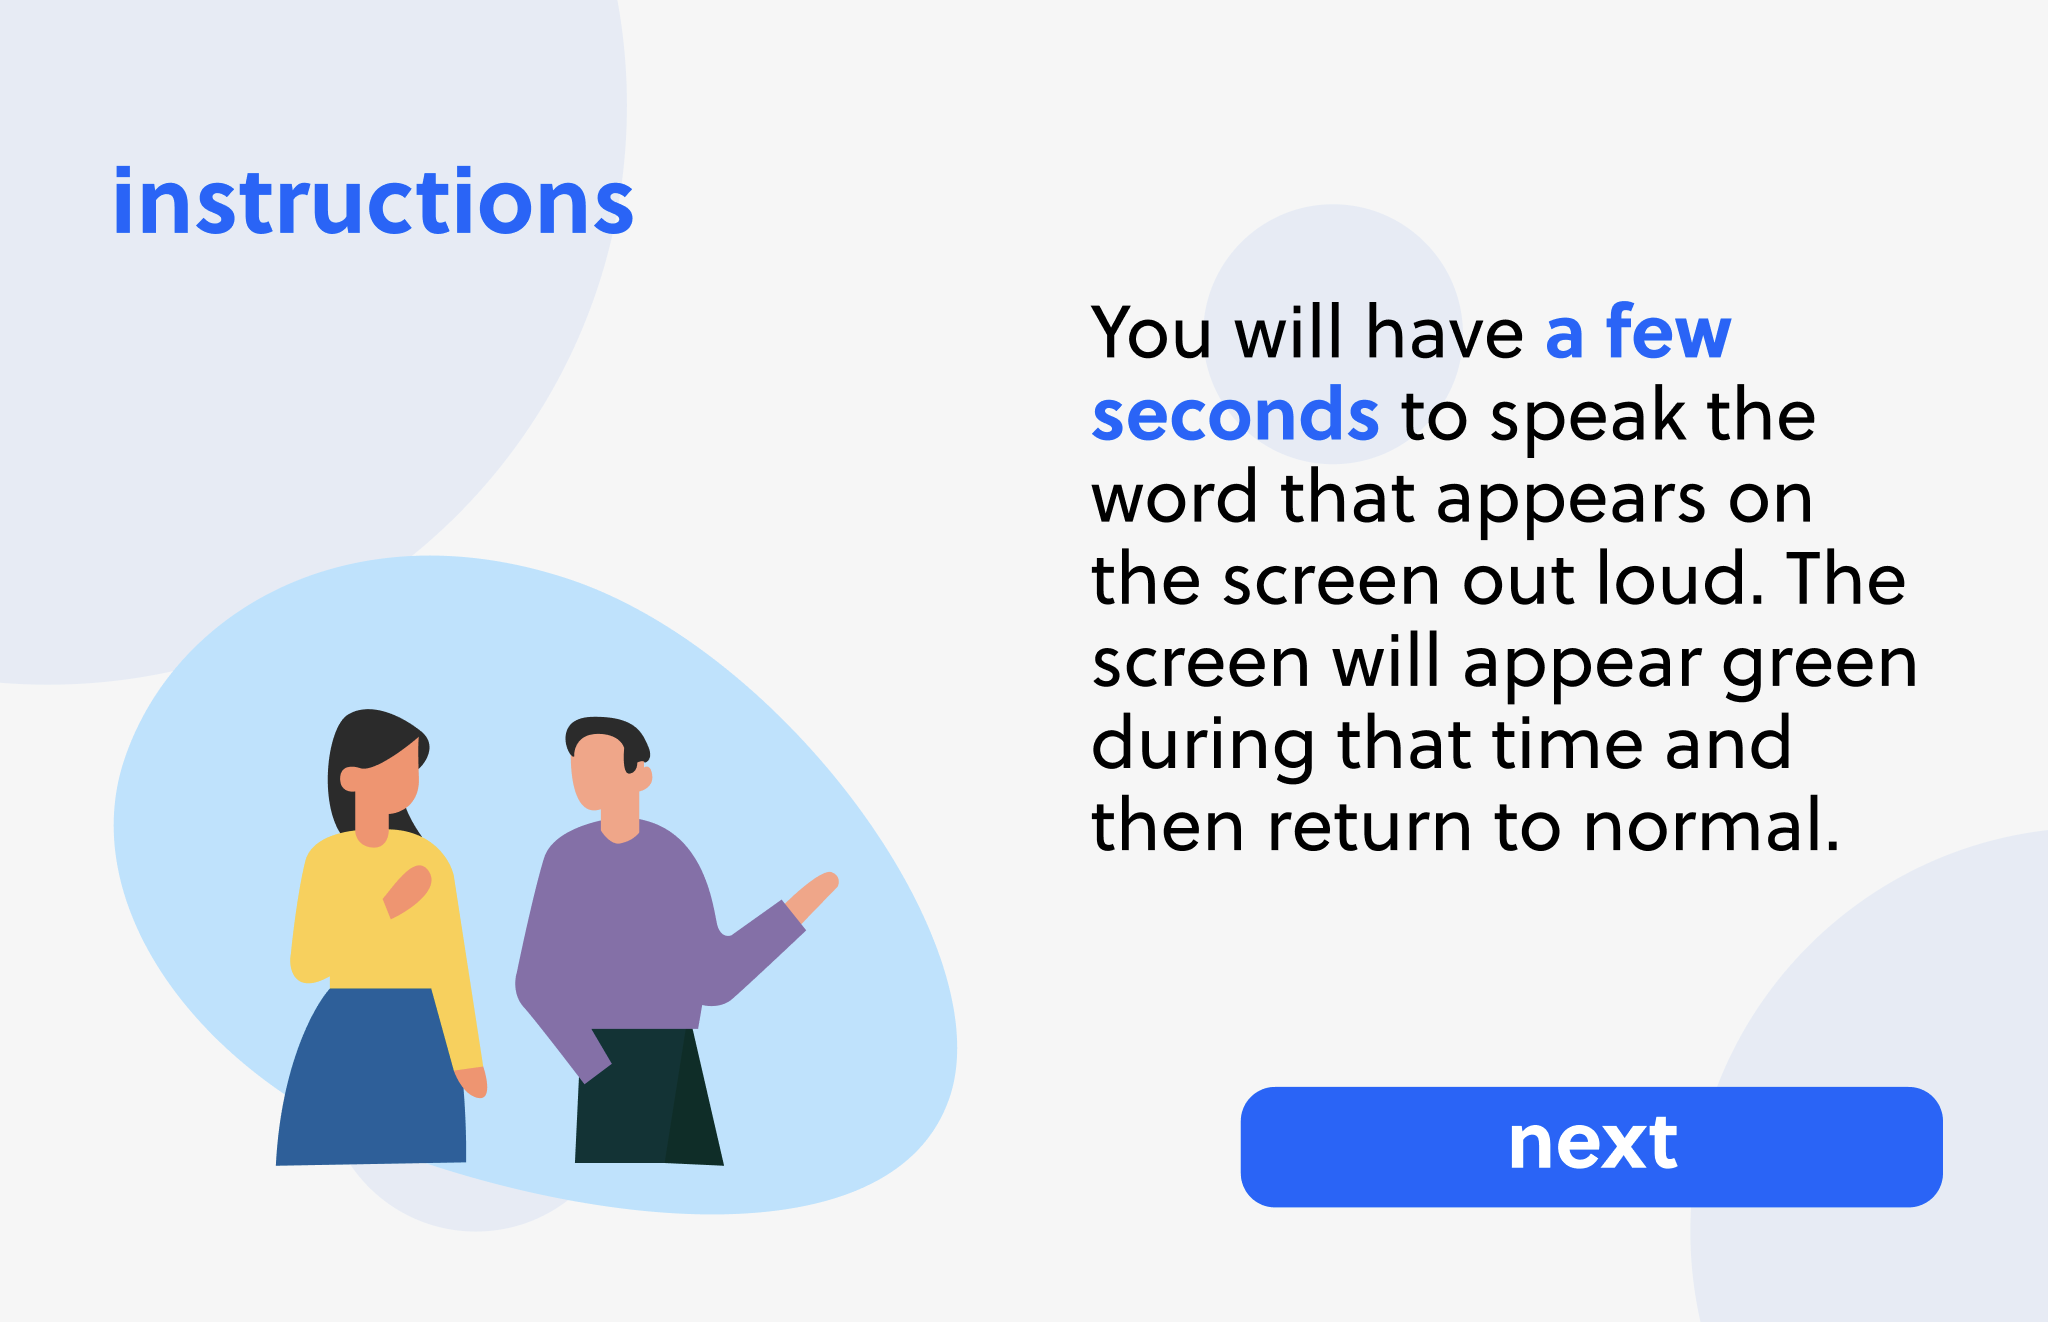 instructions
You will have a few
seconds to speak the
word that appears on
the screen out loud. The
screen will appear green
during that time and
then return to normal.
next